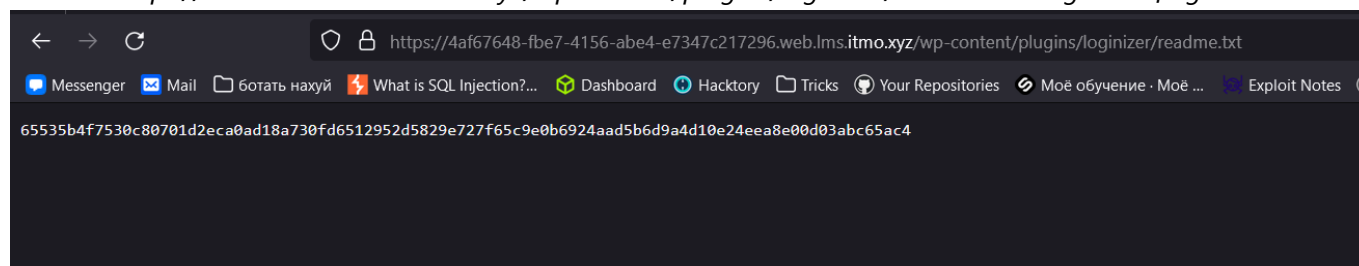 https://4af67648-fbe7-4156-abe4-e7347c217296.web.lms.itmo.xyz/wp-content/plugins/loginizer/readme.txt
Messenger Mail ботать нахуй What is SQL Injection?... Dashboard Hacktory Tricks Your Repositories Моё обучение · Моё ... Exploit Notes
65535b4f7530c80701d2eca0ad18a730fd6512952d5829e727f65c9e0b6924aad5b6d9a4d10e24eea8e00d03abc65ac4